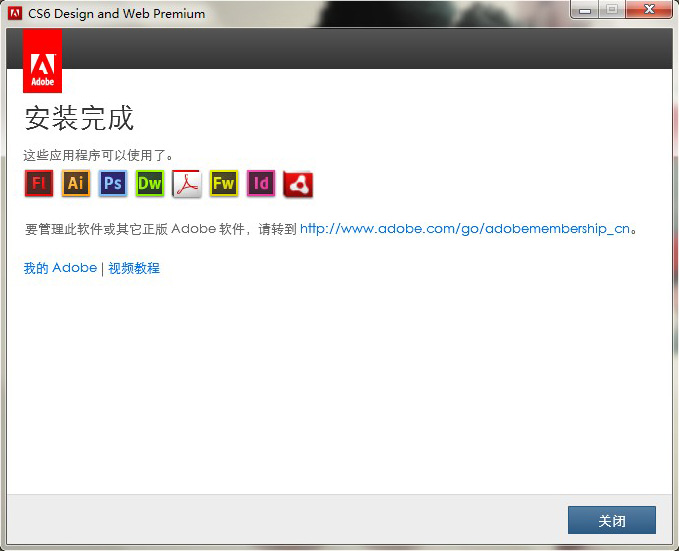 CS6 Design and Web Premium
Adobe
安装完成
这些应用程序可以使用了。
Fl Ai Ps Dw Fw Id
要管理此软件或其它正版 Adobe 软件，请转到 http://www.adobe.com/go/adobemembership_cn。
我的 Adobe | 视频教程
关闭